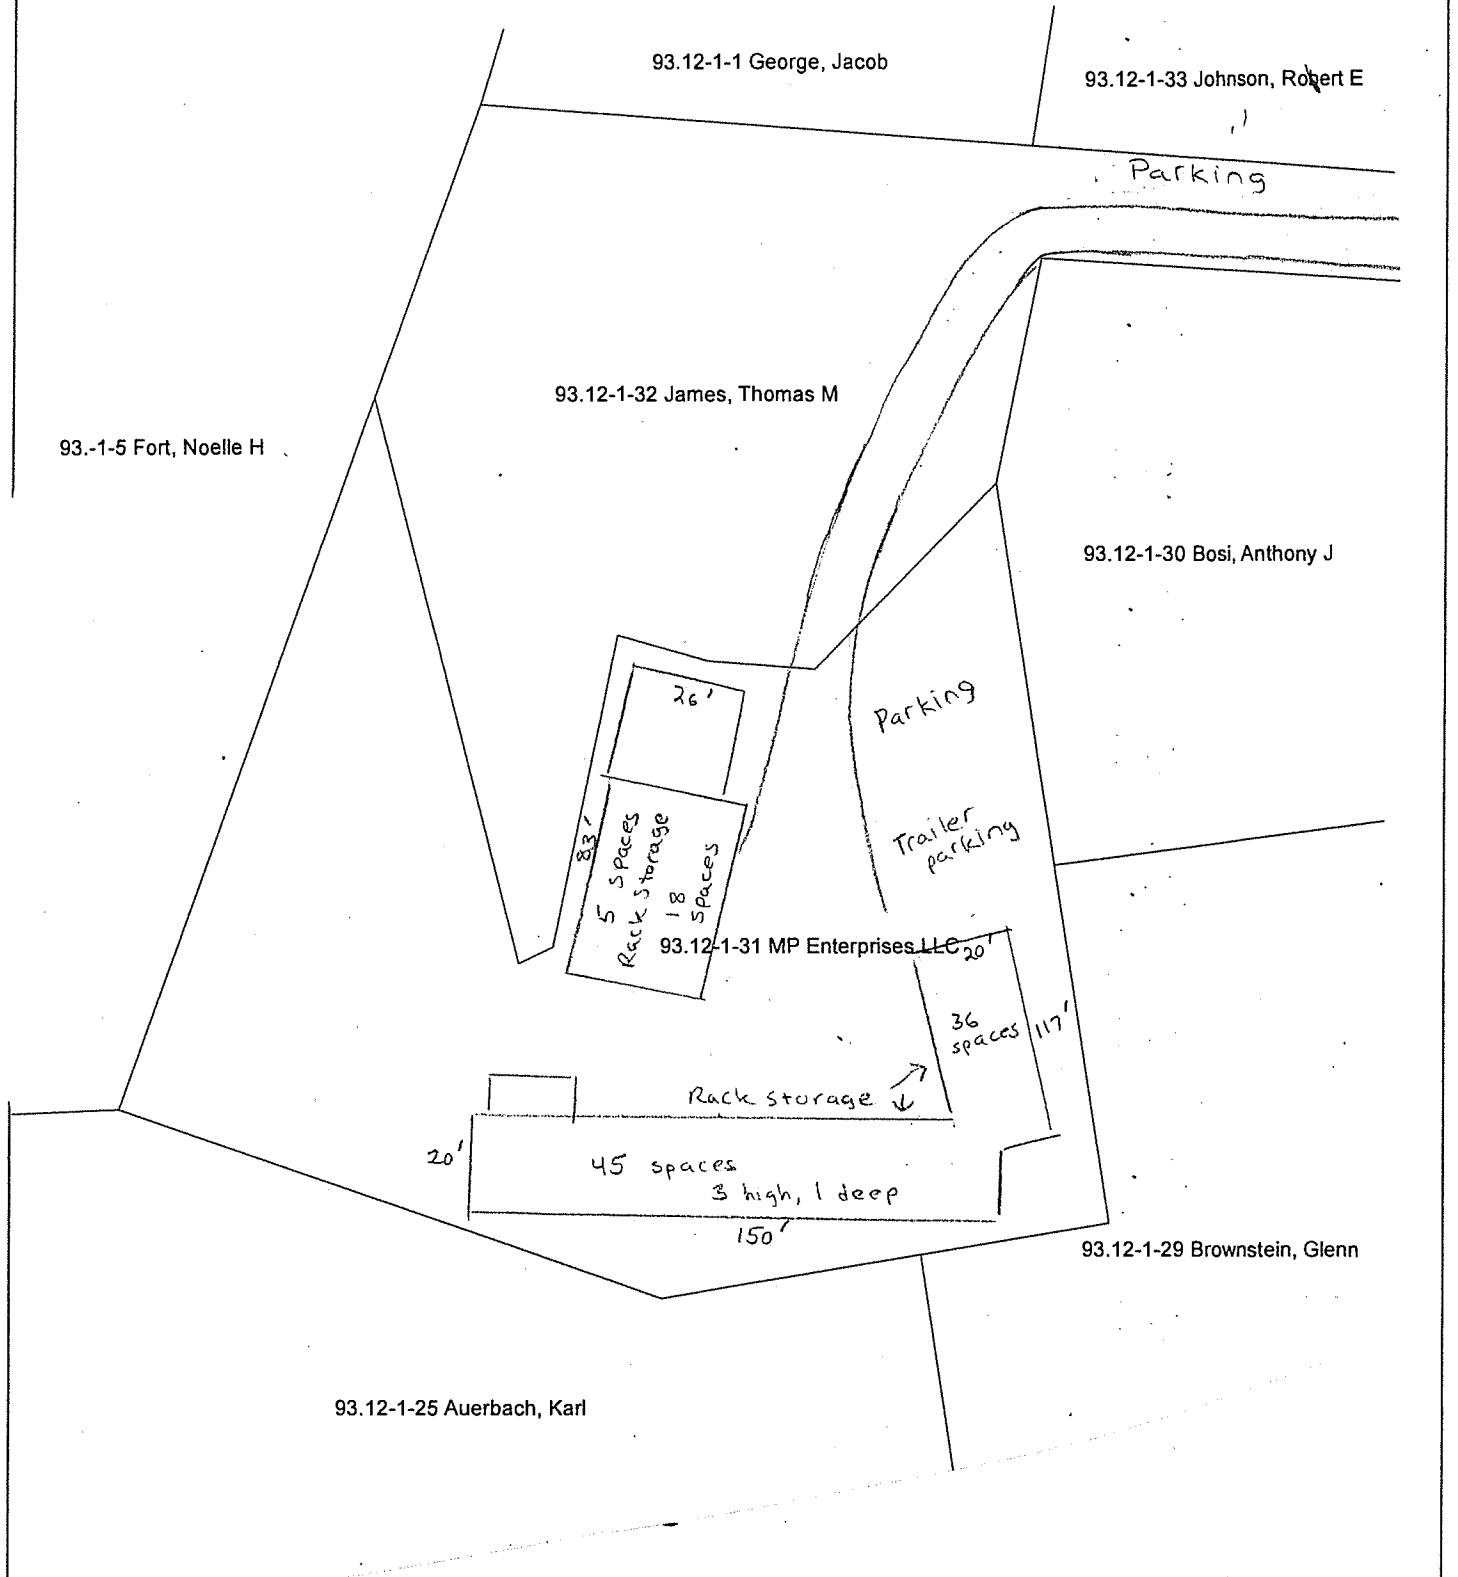 93.12-1-1 George, Jacob
93.12-1-33 Johnson, Robert E
Parking
93.12-1-32 James, Thomas M
93.-1-5 Fort, Noelle H
93.12-1-30 Bosi, Anthony J
26'
Parking
83'
5 spaces
Rack storage
18
spaces
Trailer
parking
93.12-1-31 MP Enterprises LLC
20'
36
spaces
117'
Rack storage
20'
45 spaces
3 high, 1 deep
150'
93.12-1-29 Brownstein, Glenn
93.12-1-25 Auerbach, Karl